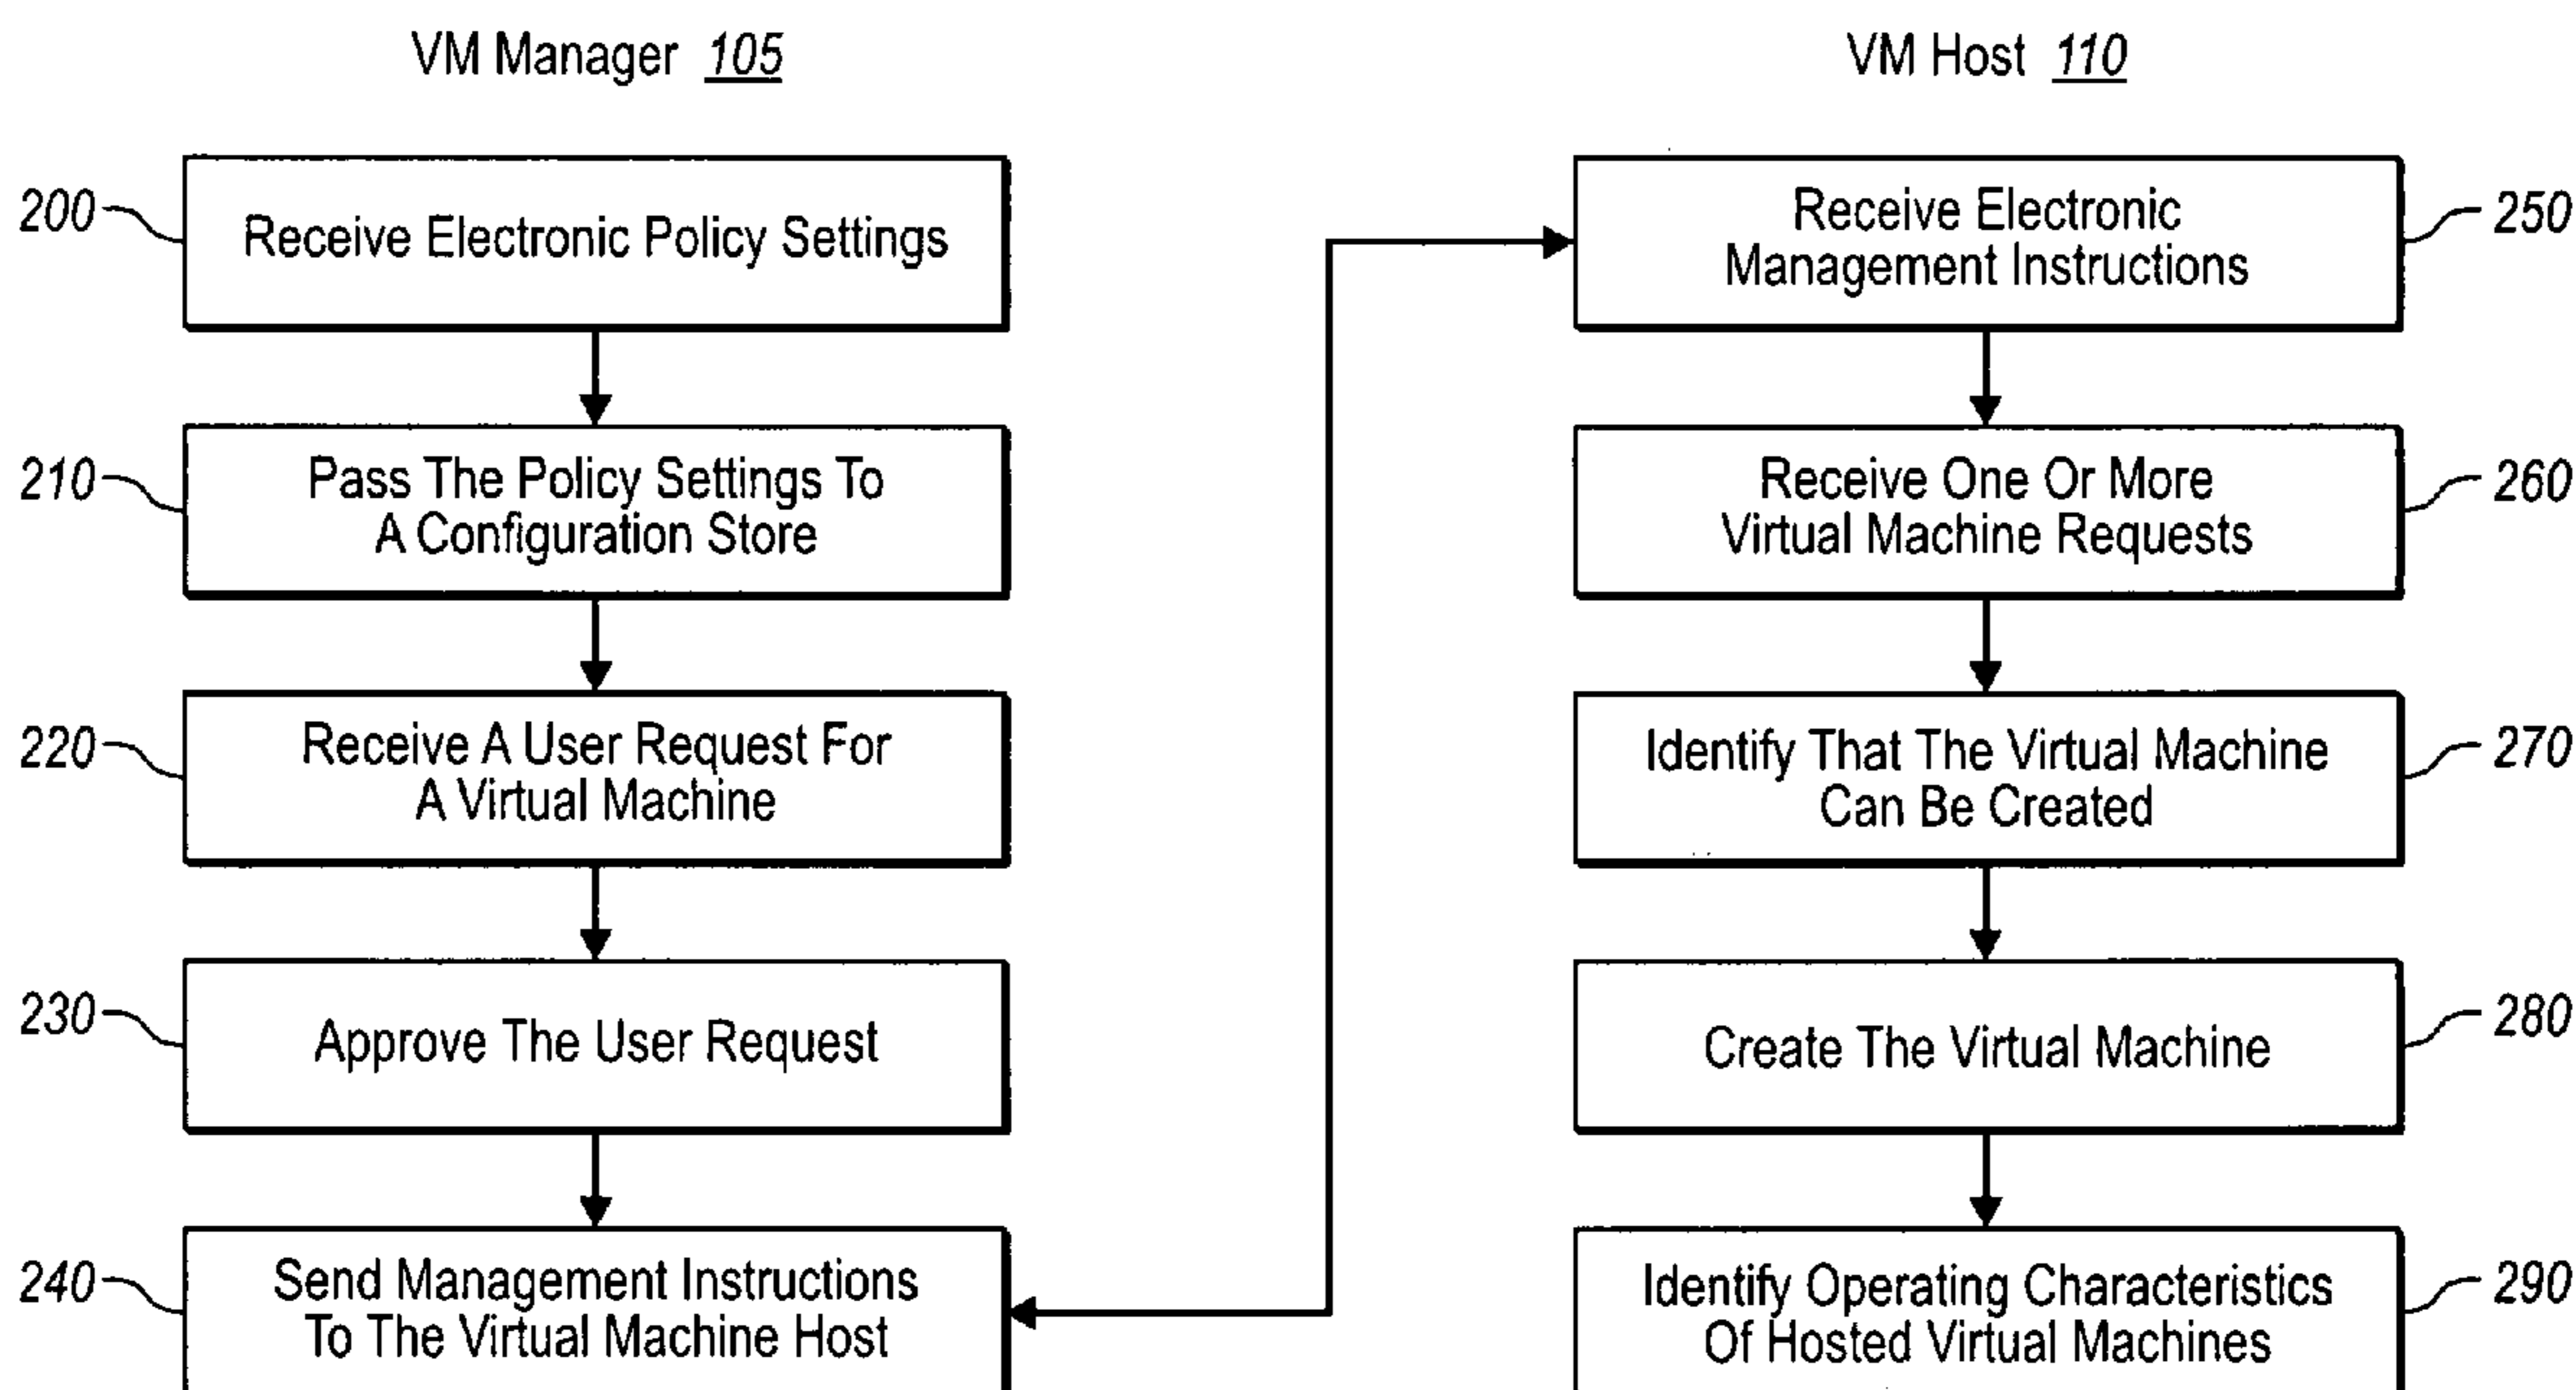 VM Manager 105
200
Receive Electronic Policy Settings
210
Pass The Policy Settings To
A Configuration Store
220
Receive A User Request For
A Virtual Machine
230
Approve The User Request
240
Send Management Instructions
To The Virtual Machine Host
VM Host 110
Receive Electronic
Management Instructions
250
Receive One Or More
Virtual Machine Requests
260
Identify That The Virtual Machine
Can Be Created
270
Create The Virtual Machine
280
Identify Operating Characteristics
Of Hosted Virtual Machines
290